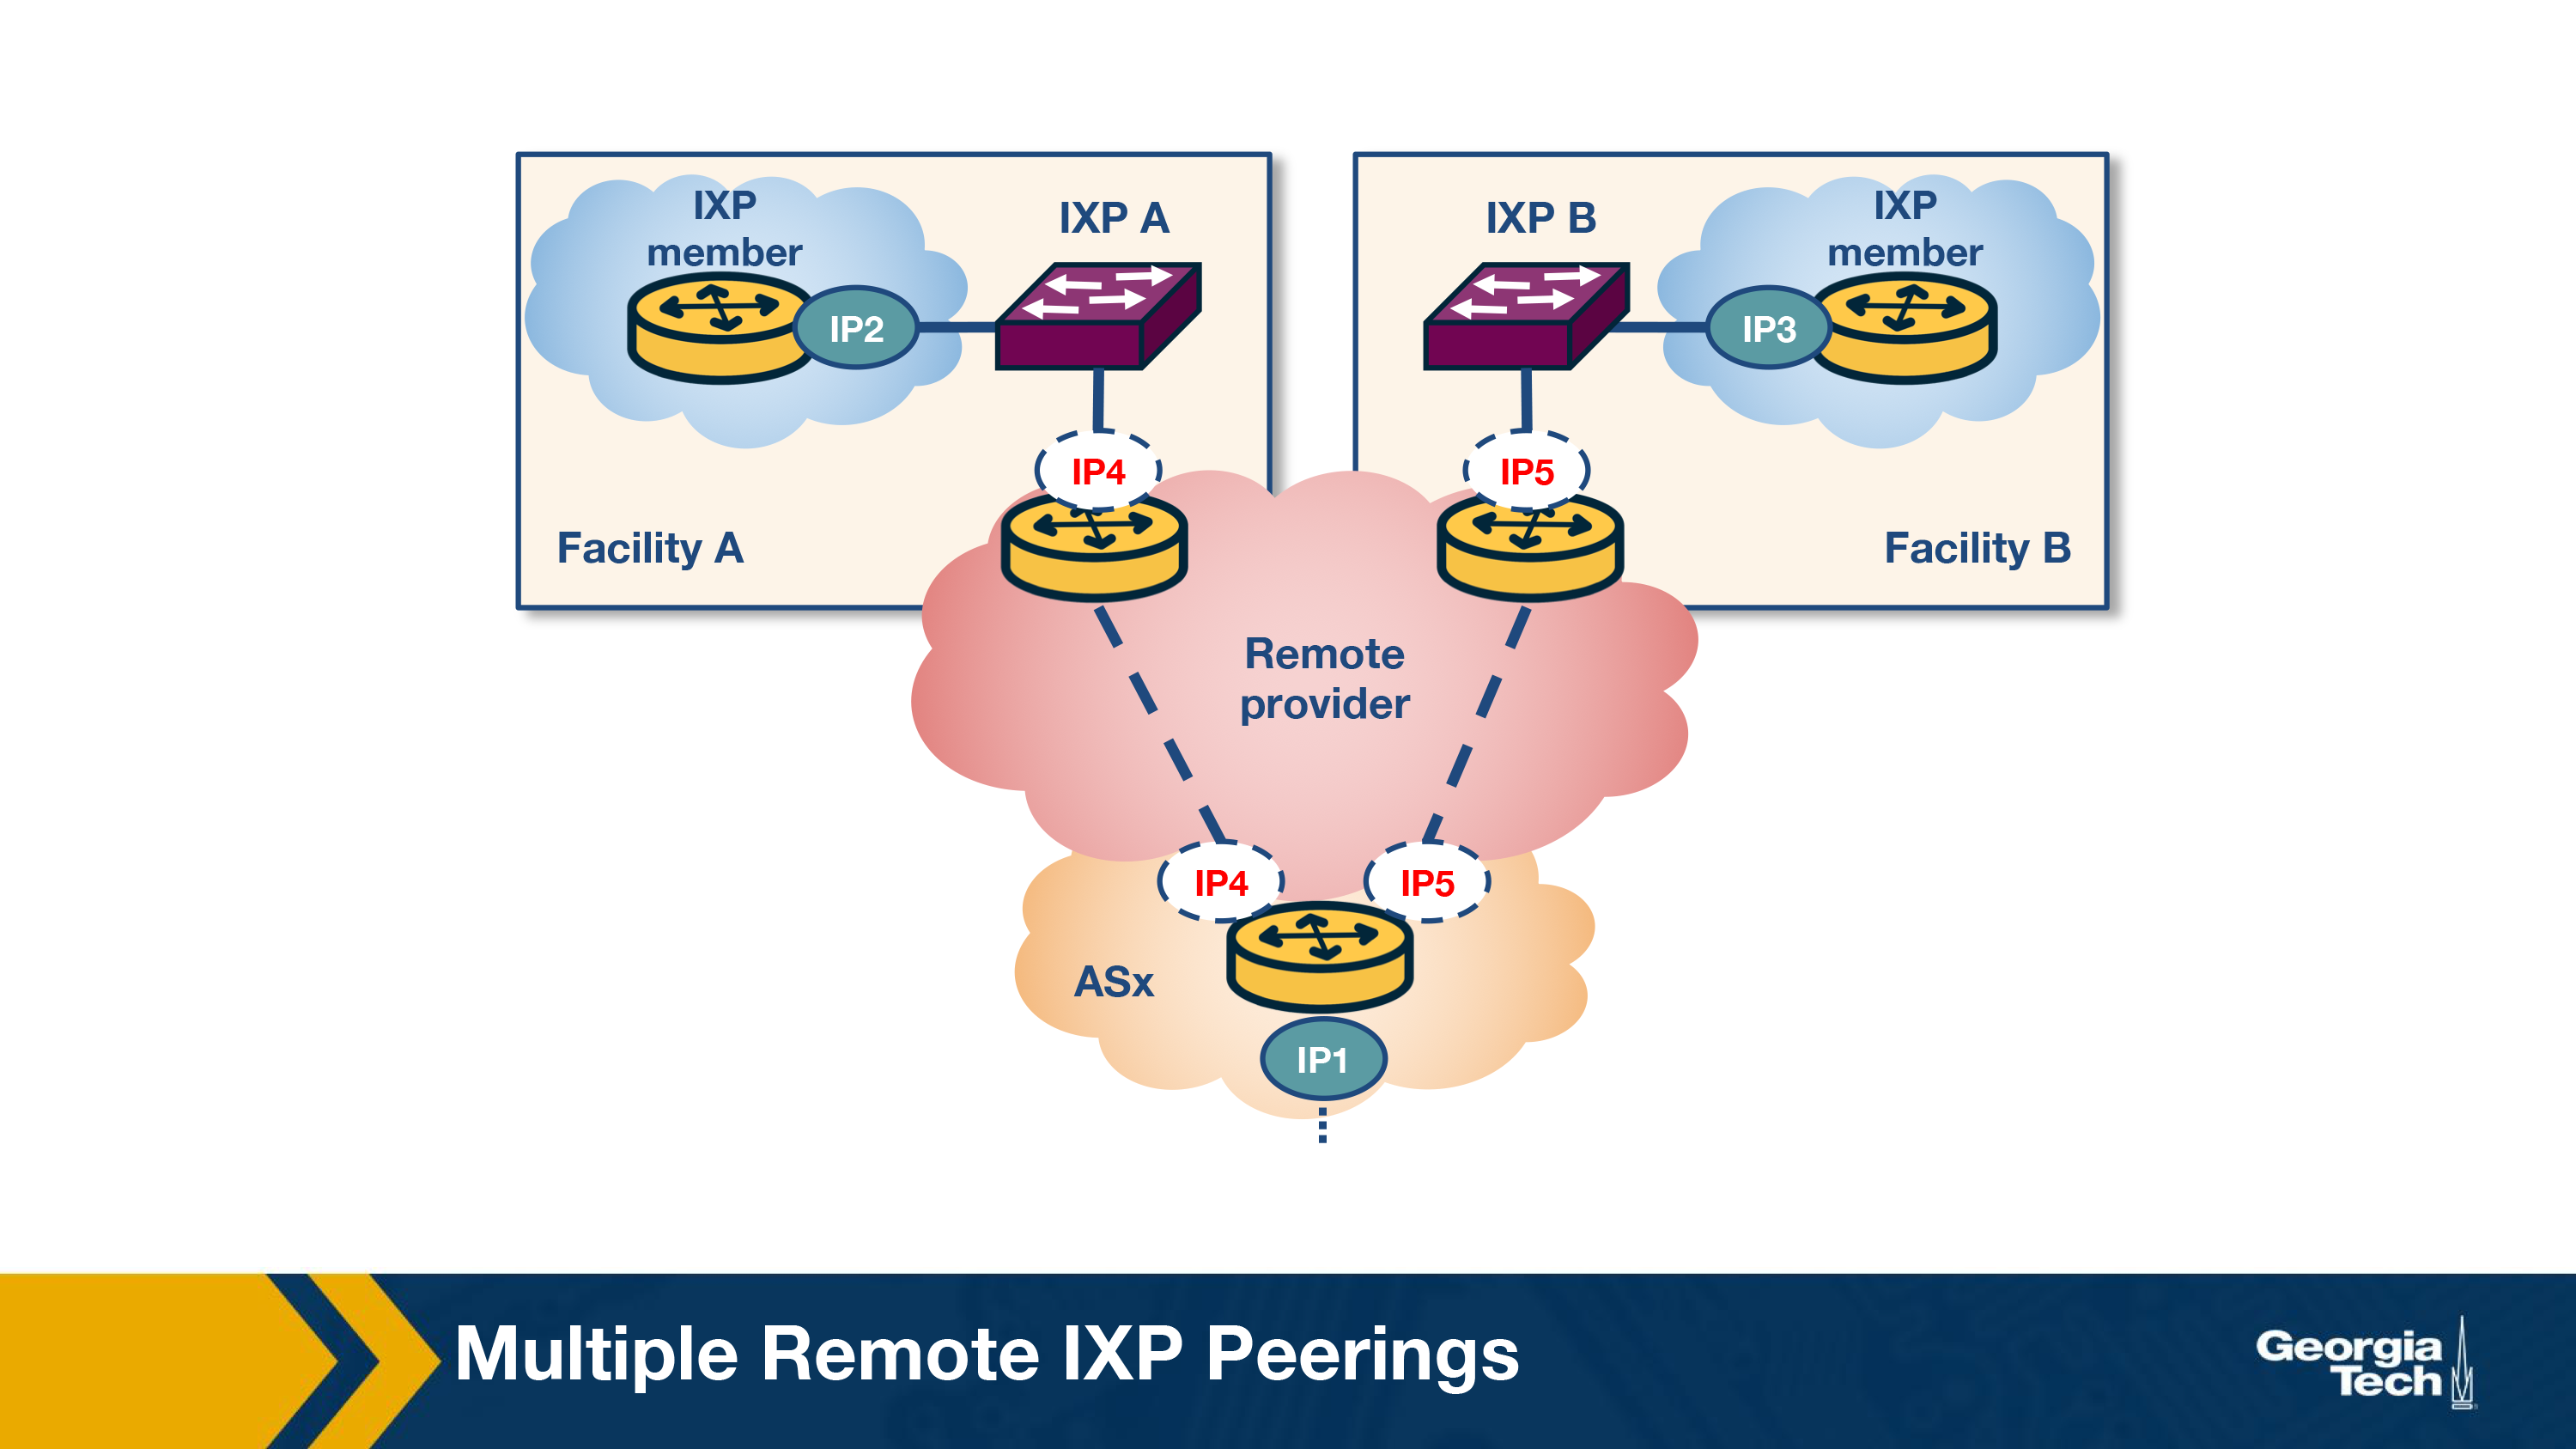 IXP
member
IXP A
IXP B
IXP
member
IP2
IP3
IP4
IP5
Facility A
Facility B
Remote
provider
IP4
IP5
ASx
IP1
Multiple Remote IXP Peerings
Georgia
Tech